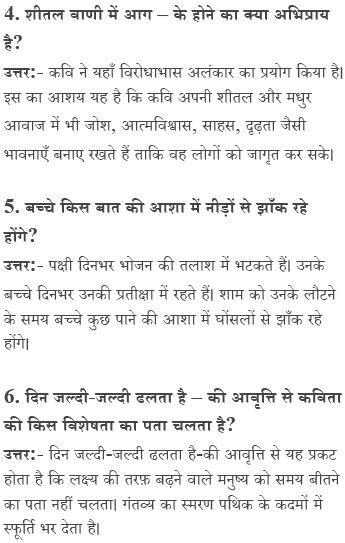 4. शीतल वाणी में आग – के होने का क्या अभिप्राय
है?
उत्तर:- कवि ने यहाँ विरोधाभास अलंकार का प्रयोग किया है।
इस का आशय यह है कि कवि अपनी शीतल और मधुर
आवाज में भी जोश, आत्मविश्वास, साहस, दृढ़ता जैसी
भावनाएँ बनाए रखते हैं ताकि वह लोगों को जागृत कर सके।
5. बच्चे किस बात की आशा में नीड़ों से झाँक रहे
होंगे?
उत्तर:- पक्षी दिनभर भोजन की तलाश में भटकते हैं। उनके
बच्चे दिनभर उनकी प्रतीक्षा में रहते हैं। शाम को उनके लौटने
के समय बच्चे कुछ पाने की आशा में घोंसलों से झाँक रहे
होंगे।
6. दिन जल्दी-जल्दी ढलता है – की आवृत्ति से कविता
की किस विशेषता का पता चलता है?
उत्तर:- दिन जल्दी-जल्दी ढलता है-की आवृत्ति से यह प्रकट
होता है कि लक्ष्य की तरफ़ बढ़ने वाले मनुष्य को समय बीतने
का पता नहीं चलता। गंतव्य का स्मरण पथिक के कदमों में
स्फूर्ति भर देता है।